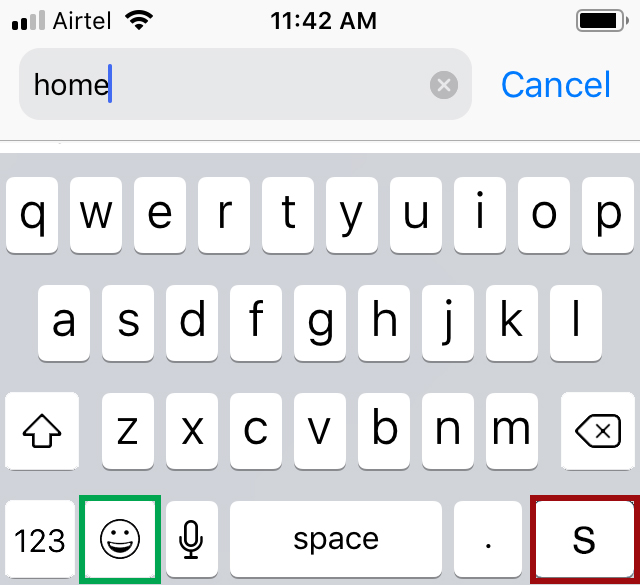 Airtel 11:42 AM
home Cancel
q w e r t y u i o p
a s d f g h j k l
z x c v b n m
123 space . S